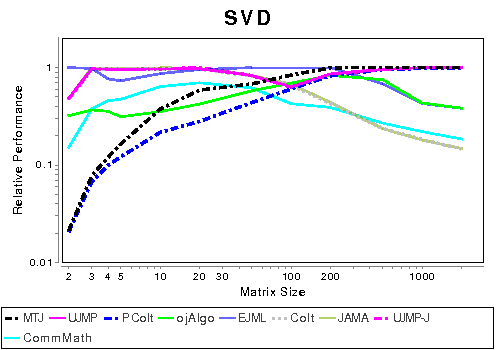 SVD
Relative Performance
1
0.1
0.01
2 3 4 5 10 20 30 100 200 1000
Matrix Size
MTJ UJMP PColt ojAlgo EJML Colt JAMA UJMP-J
CommMath